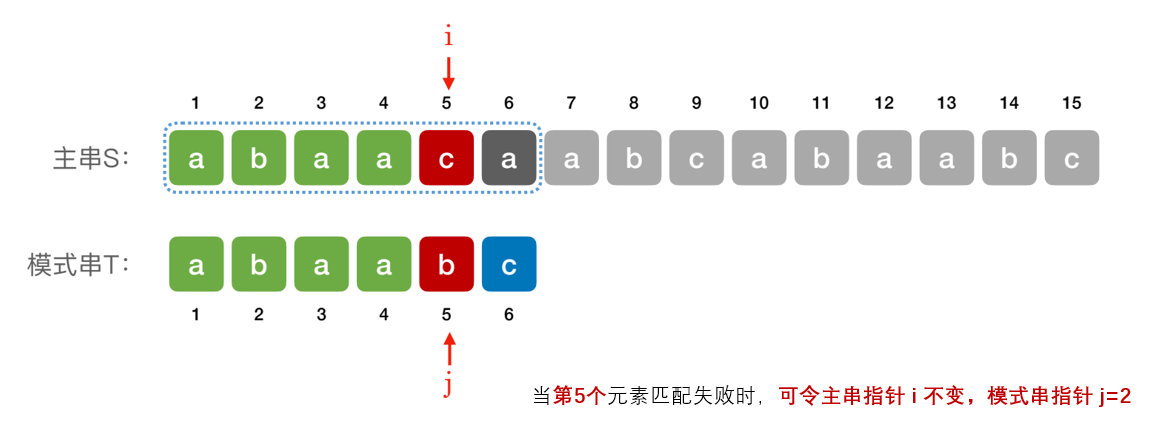 i
1 2 3 4 5 6 7 8 9 10 11 12 13 14 15
主串S： a b a a c a a b c a b a a b c
模式串T： a b a a b c
1 2 3 4 5 6
j
当第5个元素匹配失败时，可令主串指针 i 不变，模式串指针 j=2